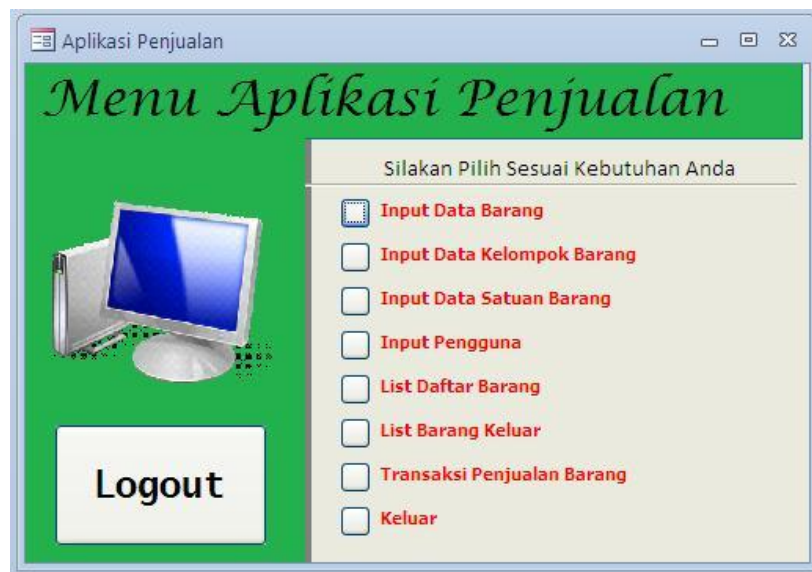 Aplikasi Penjualan
Menu Aplikasi Penjualan
Silakan Pilih Sesuai Kebutuhan Anda
Input Data Barang
Input Data Kelompok Barang
Input Data Satuan Barang
Input Pengguna
List Daftar Barang
List Barang Keluar
Transaksi Penjualan Barang
Keluar
Logout